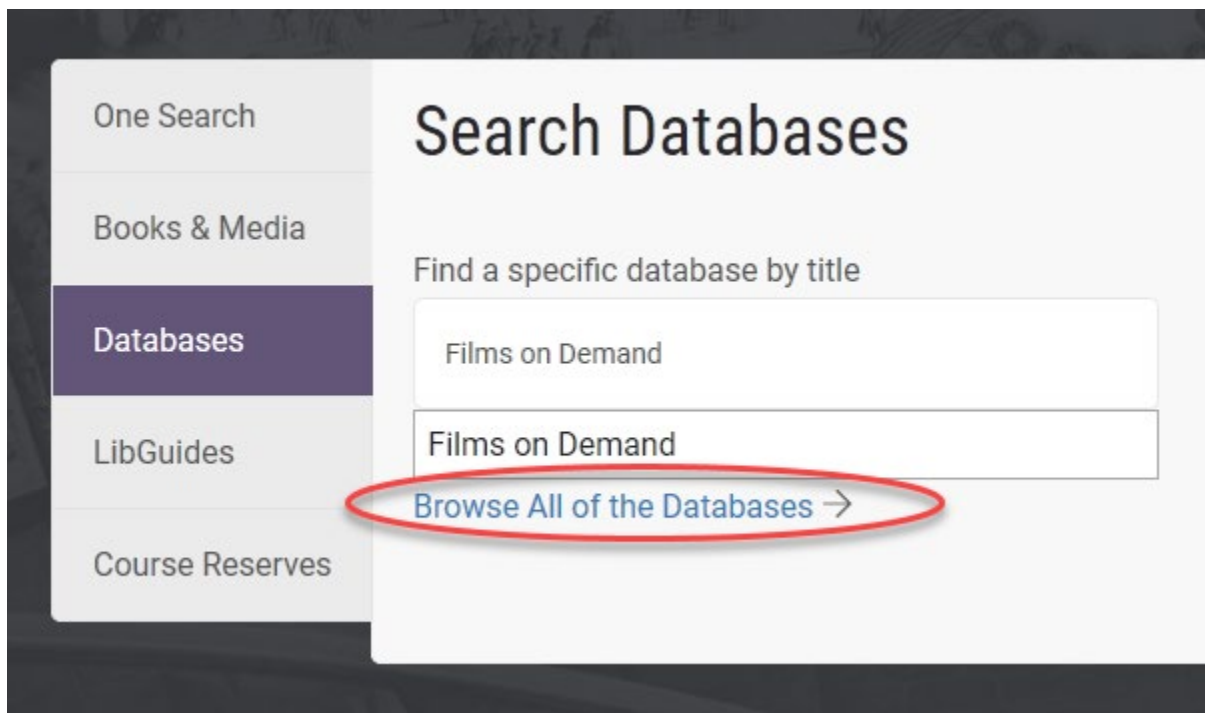 One Search
Books & Media
Databases
LibGuides
Course Reserves
Search Databases
Find a specific database by title
Films on Demand
Films on Demand
Browse All of the Databases →